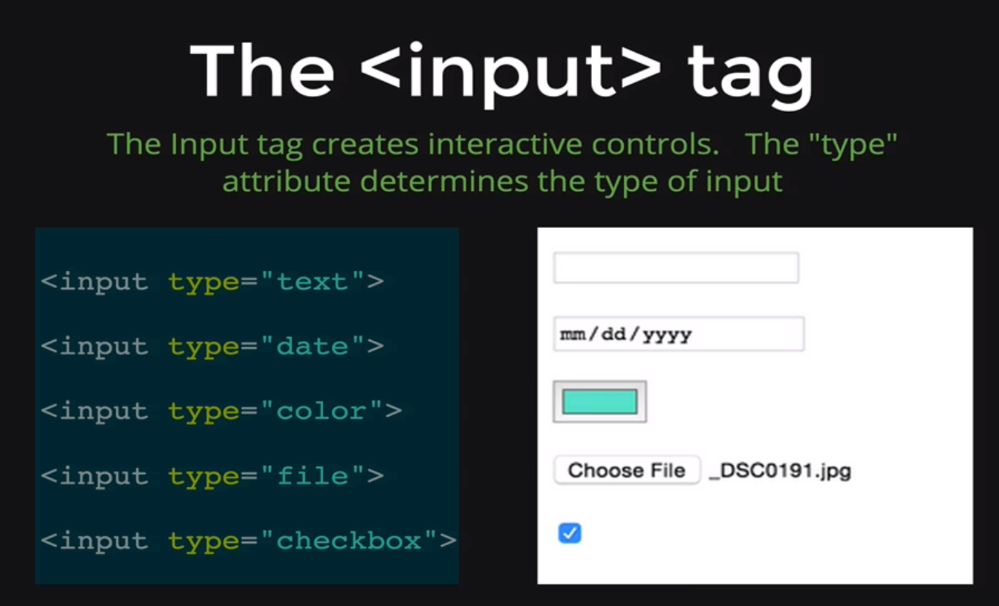 The <input> tag
The Input tag creates interactive controls.   The "type"
attribute determines the type of input
<input type="text">
<input type="date">
<input type="color">
<input type="file">
<input type="checkbox">
mm/dd/yyyy
Choose File _DSC0191.jpg